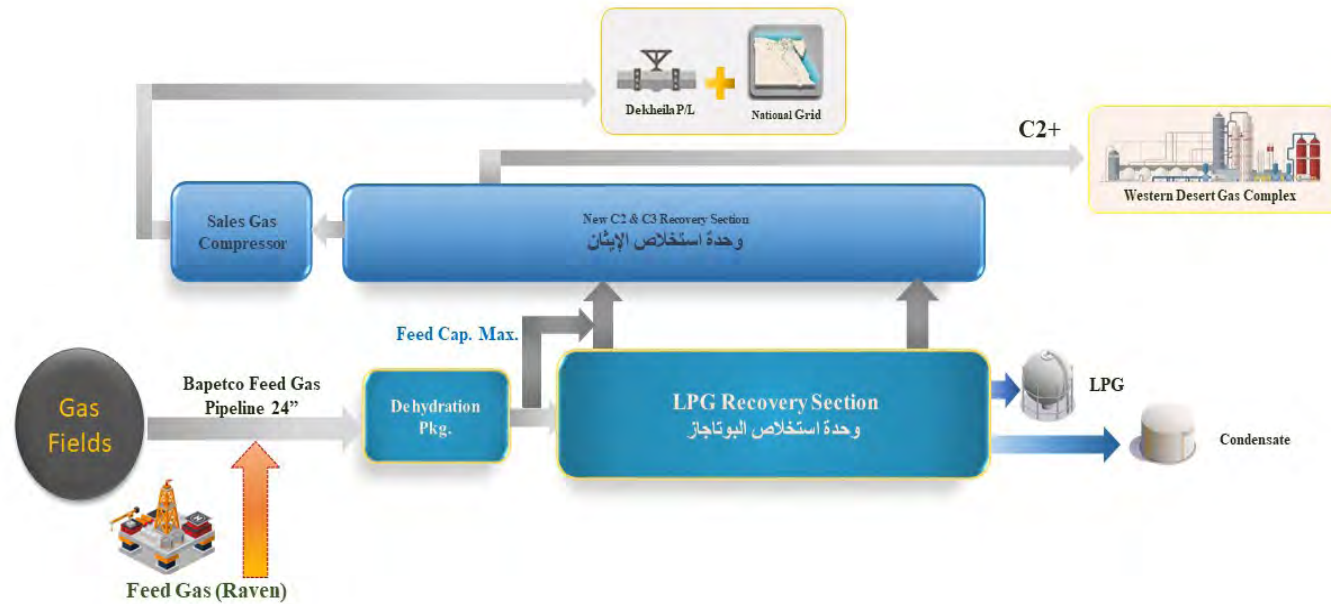 Dekheila P/L
National Grid
C2+
Western Desert Gas Complex
Sales Gas
Compressor
New C2 & C3 Recovery Section
وحدة استخلاص الإيثان
Feed Cap. Max.
Gas
Fields
Bapetco Feed Gas
Pipeline 24”
Dehydration
Pkg.
LPG Recovery Section
وحدة استخلاص البوتاجاز
LPG
Condensate
Feed Gas (Raven)